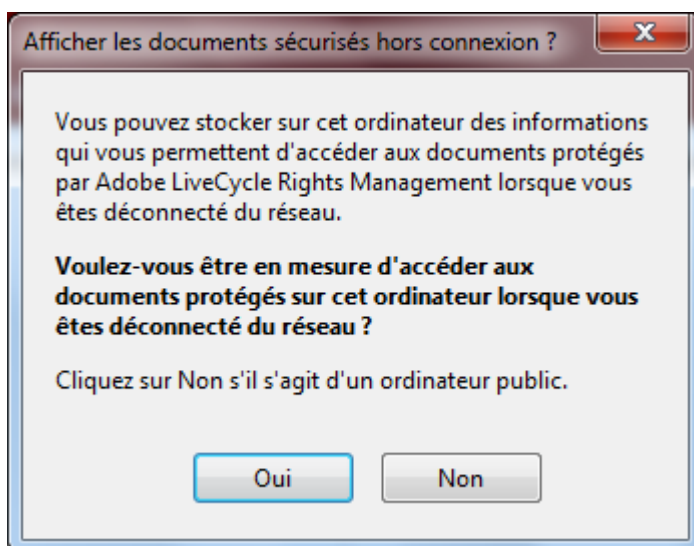 Afficher les documents sécurisés hors connexion ?
Vous pouvez stocker sur cet ordinateur des informations
qui vous permettent d'accéder aux documents protégés
par Adobe LiveCycle Rights Management lorsque vous
êtes déconnecté du réseau.
Voulez-vous être en mesure d'accéder aux
documents protégés sur cet ordinateur lorsque vous
êtes déconnecté du réseau ?
Cliquez sur Non s'il s'agit d'un ordinateur public.
Oui
Non